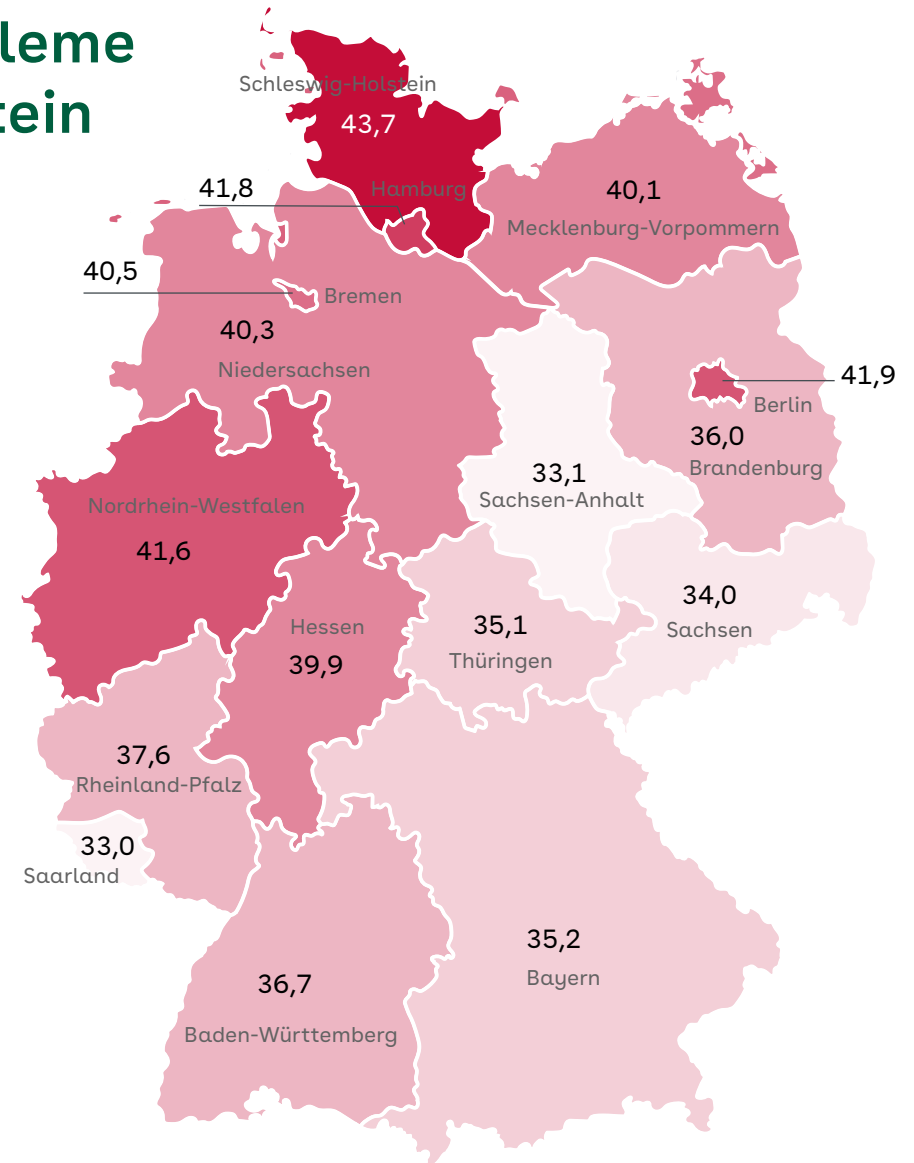 leme
tein
Schleswig-Holstein
43,7
41,8
Hamburg
40,1
Mecklenburg-Vorpommern
40,5
Bremen
40,3
Niedersachsen
41,9
Berlin
36,0
Brandenburg
33,1
Sachsen-Anhalt
Nordrhein-Westfalen
41,6
34,0
Sachsen
Hessen
39,9
35,1
Thüringen
37,6
Rheinland-Pfalz
33,0
Saarland
35,2
Bayern
36,7
Baden-Württemberg